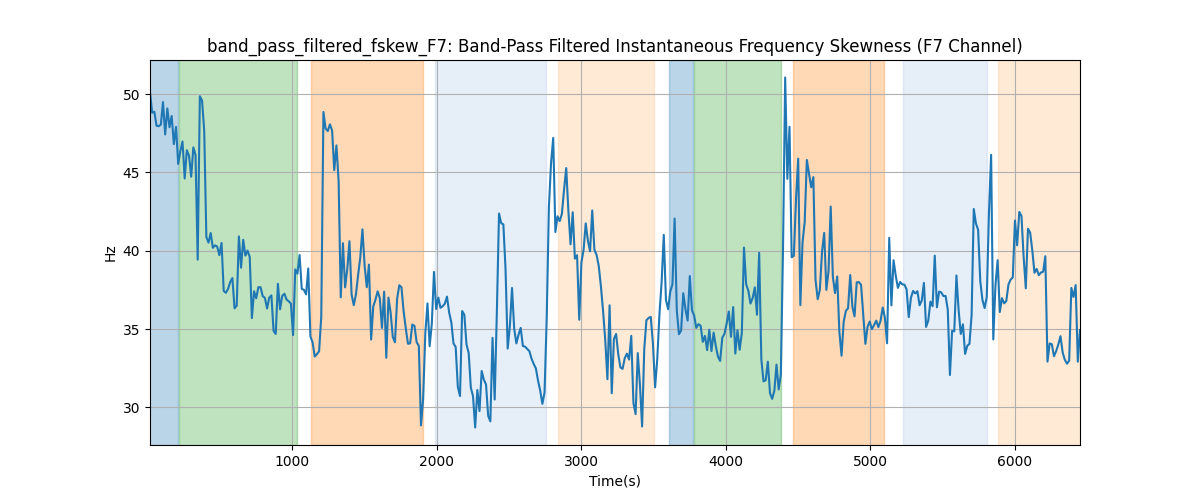 band_pass_filtered_fskew_F7: Band-Pass Filtered Instantaneous Frequency Skewness (F7 Channel)
50
45
40
35
30
Hz
1000 2000 3000 4000 5000 6000
Time(s)